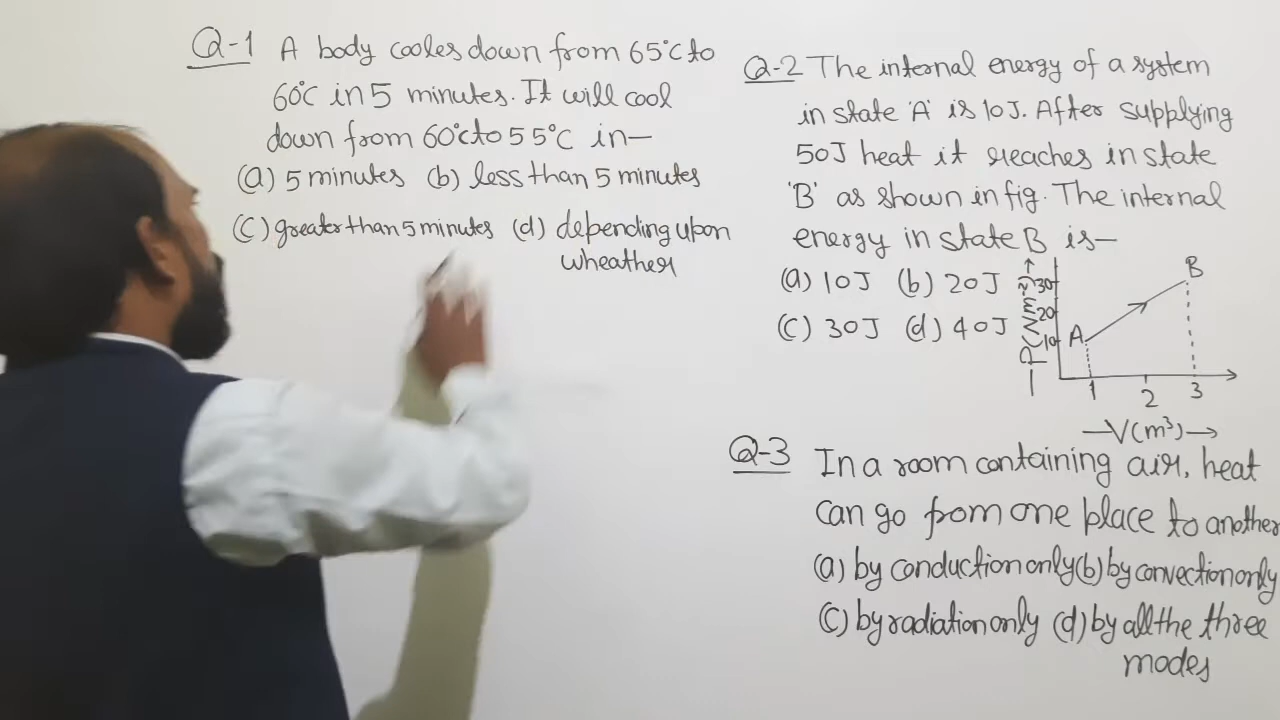 Q-1 A body cooles down from 65°C to
60°C in 5 minutes. It will cool
down from 60°C to 55°C in—
(a) 5 minutes (b) less than 5 minutes
(c) greater than 5 minutes (d) depending upon
wheather
Q-2 The internal energy of a system
in state 'A' is 10J. After supplying
50J heat it reaches in state
'B' as shown in fig. The internal
energy in state B is—
(a) 10J (b) 20J
(c) 30J (d) 40J
B
30
20
A
10
1 2 3
—V(m³)→
Q-3 In a room containing air, heat
can go from one place to another
(a) by conduction only (b) by convection only
(c) by radiation only (d) by all the three
modes